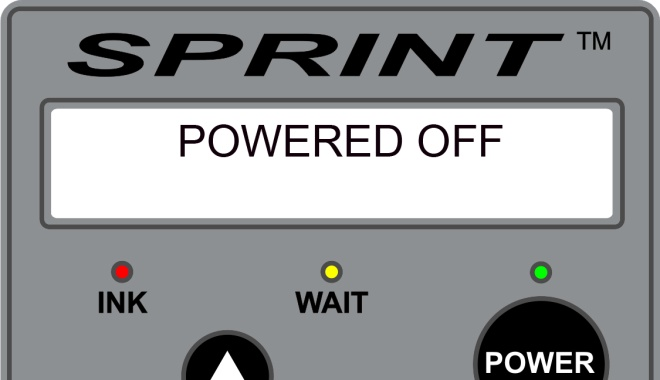 SPRINT™
POWERED OFF
INK
WAIT
POWER